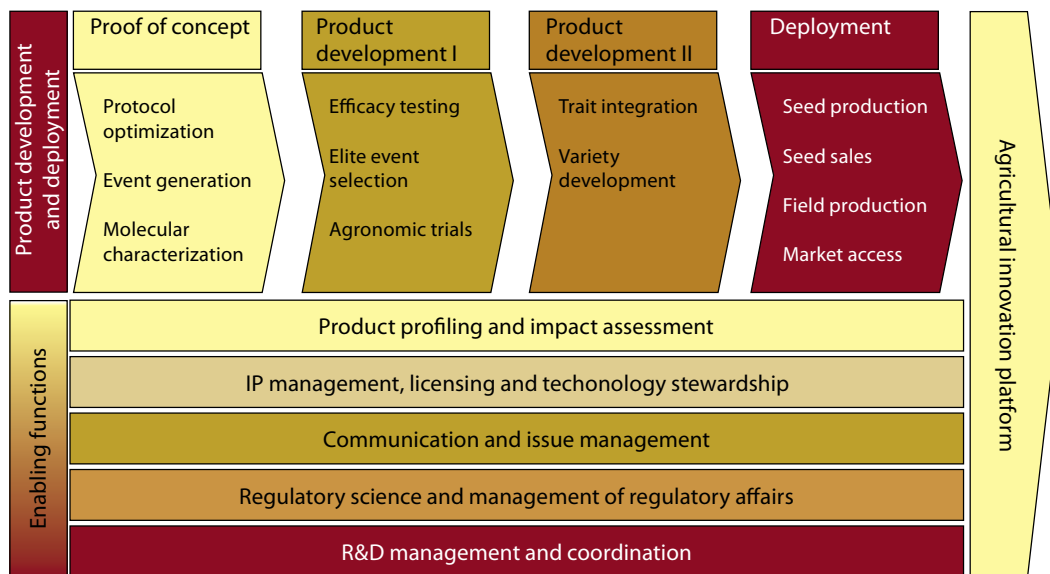 Product development
and deployment
Proof of concept
Protocol
optimization
Event generation
Molecular
characterization
Product
development I
Efficacy testing
Elite event
selection
Agronomic trials
Product
development II
Trait integration
Variety
development
Deployment
Seed production
Seed sales
Field production
Market access
Enabling functions
Product profiling and impact assessment
IP management, licensing and techonology stewardship
Communication and issue management
Regulatory science and management of regulatory affairs
R&D management and coordination
Agricultural innovation platform